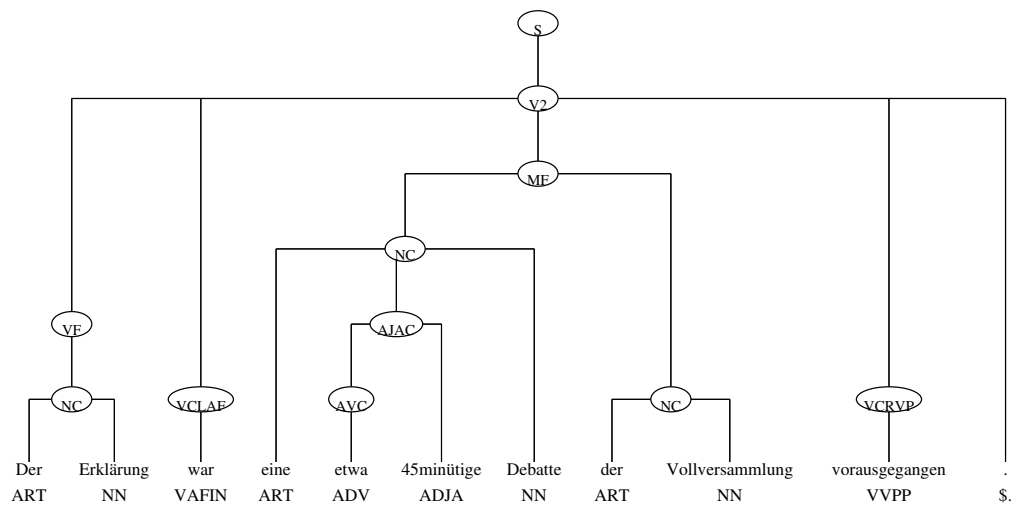 S
V2
MF
NC
VF AJAC
NC VCLAF AVC NC VCRVP
Der Erklärung war eine etwa 45minütige Debatte der Vollversammlung vorausgegangen .
ART NN VAFIN ART ADV ADJA NN ART NN VVPP $.